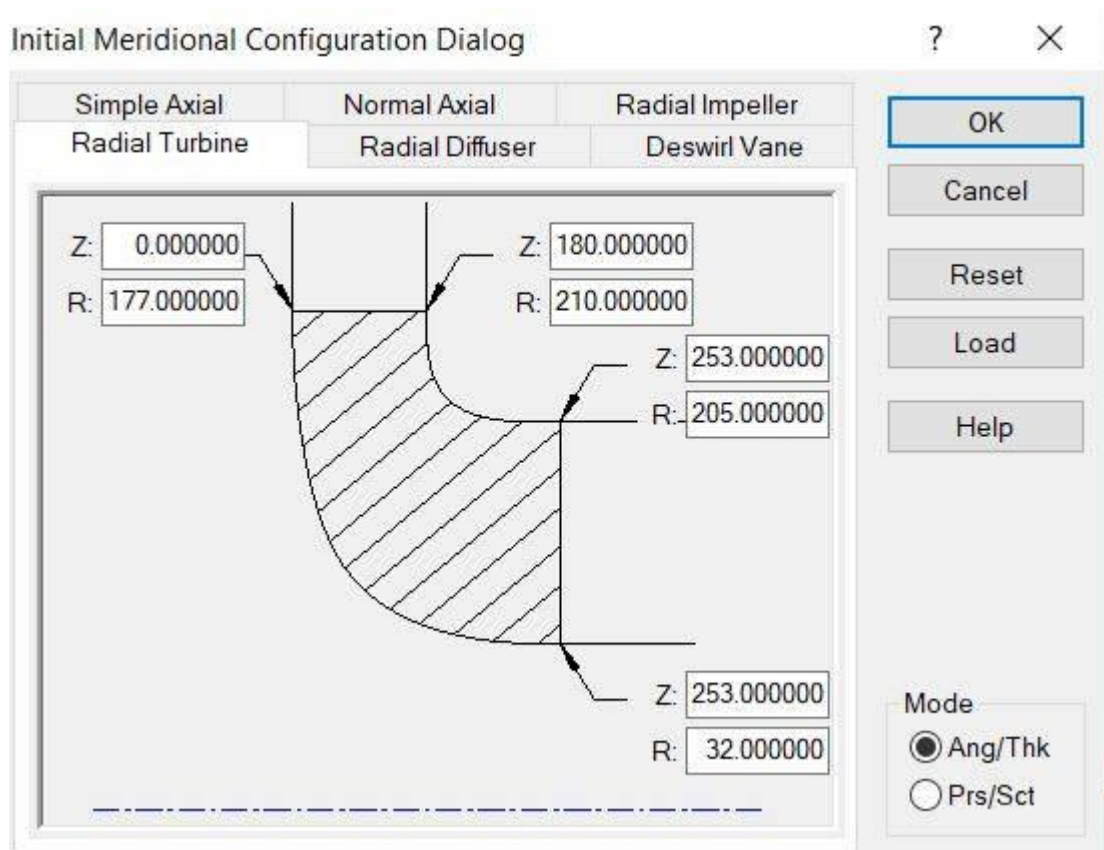 Initial Meridional Configuration Dialog ? ×
Simple Axial Normal Axial Radial Impeller
Radial Turbine Radial Diffuser Deswirl Vane
OK
Cancel
Reset
Load
Help
Z: 0.000000
R: 177.000000
Z: 180.000000
R: 210.000000
Z: 253.000000
R: 205.000000
Z: 253.000000
R: 32.000000
Mode
Ang/Thk
Prs/Sct